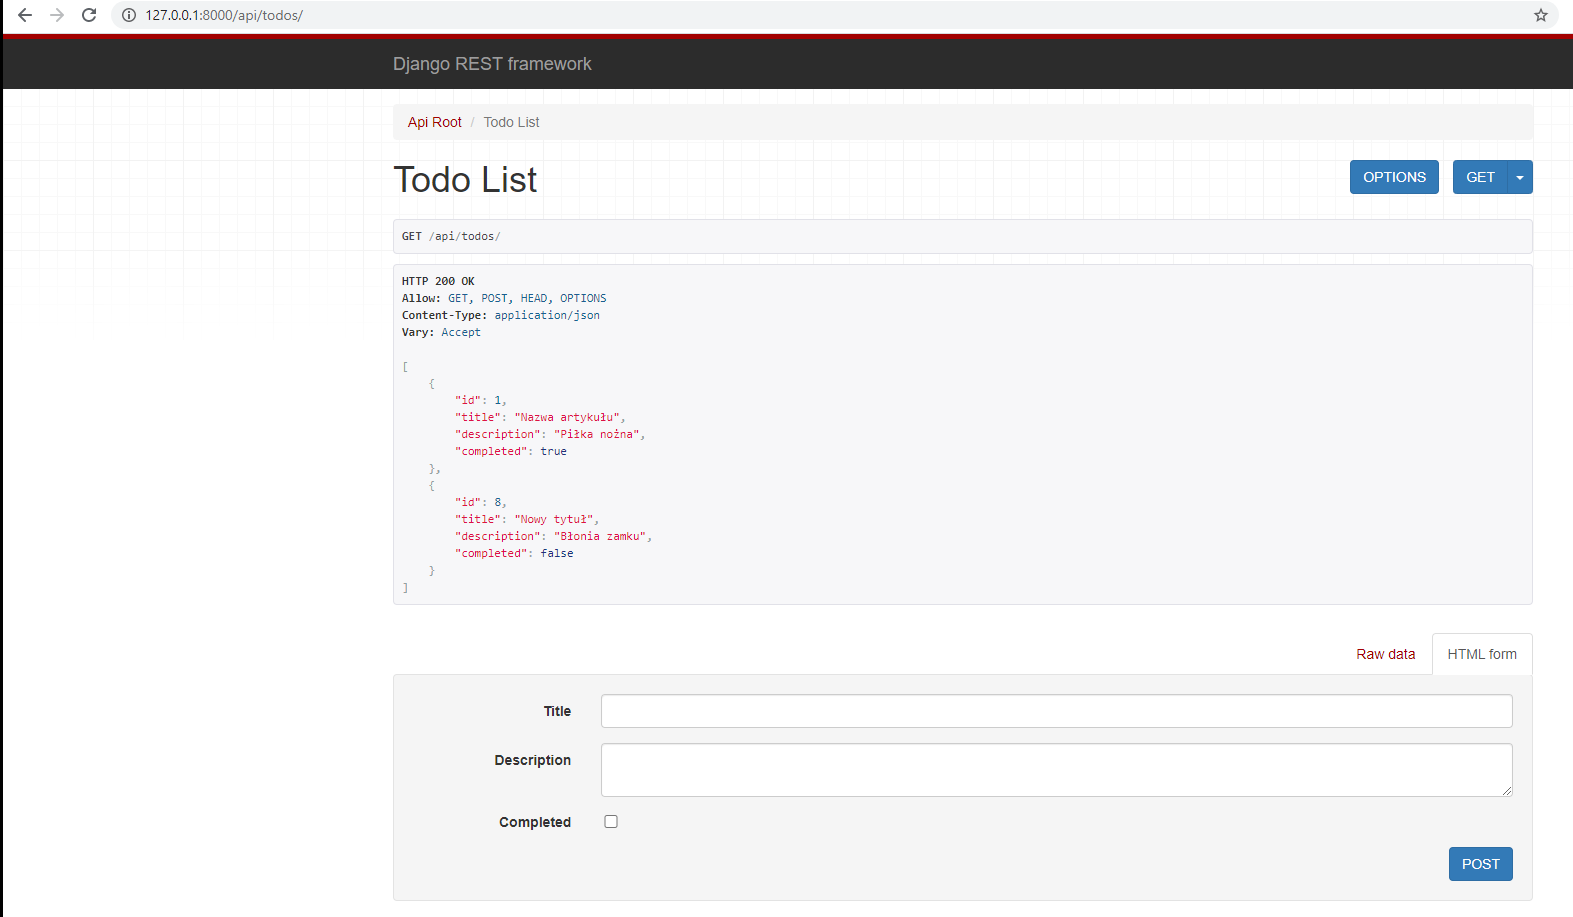 127.0.0.1:8000/api/todos/
Django REST framework
Api Root / Todo List
Todo List
OPTIONS
GET
GET /api/todos/
HTTP 200 OK
Allow: GET, POST, HEAD, OPTIONS
Content-Type: application/json
Vary: Accept
[
    {
        "id": 1,
        "title": "Nazwa artykułu",
        "description": "Piłka nożna",
        "completed": true
    },
    {
        "id": 8,
        "title": "Nowy tytuł",
        "description": "Błonia zamku",
        "completed": false
    }
]
Raw data
HTML form
Title
Description
Completed
POST